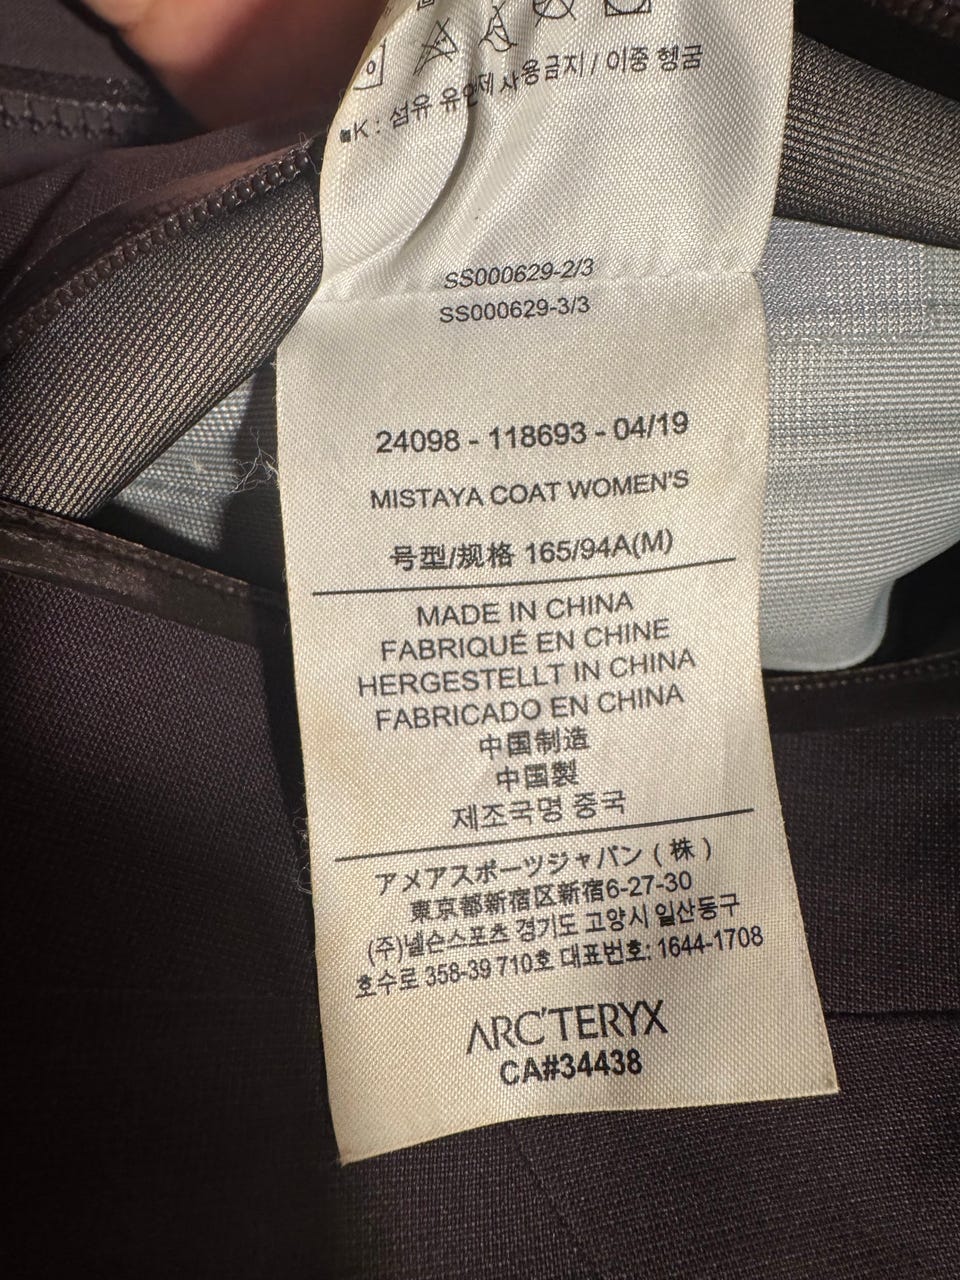 K : 섬유 유연제 사용금지 / 이중 헹굼
SS000629-2/3
SS000629-3/3
24098 - 118693 - 04/19
MISTAYA COAT WOMEN'S
号型/规格 165/94A(M)
MADE IN CHINA
FABRIQUÉ EN CHINE
HERGESTELLT IN CHINA
FABRICADO EN CHINA
中国制造
中国製
제조국명 중국
アメアスポーツジャパン（株）
東京都新宿区新宿6-27-30
(주)넬슨스포츠 경기도 고양시 일산동구
호수로 358-39 710호 대표번호: 1644-1708
ARC'TERYX
CA#34438